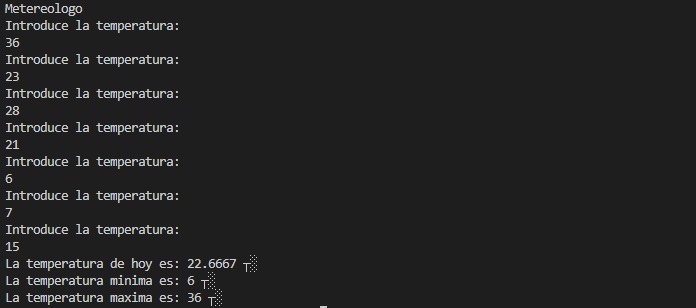 Metereologo
Introduce la temperatura:
36
Introduce la temperatura:
23
Introduce la temperatura:
28
Introduce la temperatura:
21
Introduce la temperatura:
6
Introduce la temperatura:
7
Introduce la temperatura:
15
La temperatura de hoy es: 22.6667 ┬░
La temperatura minima es: 6 ┬░
La temperatura maxima es: 36 ┬░